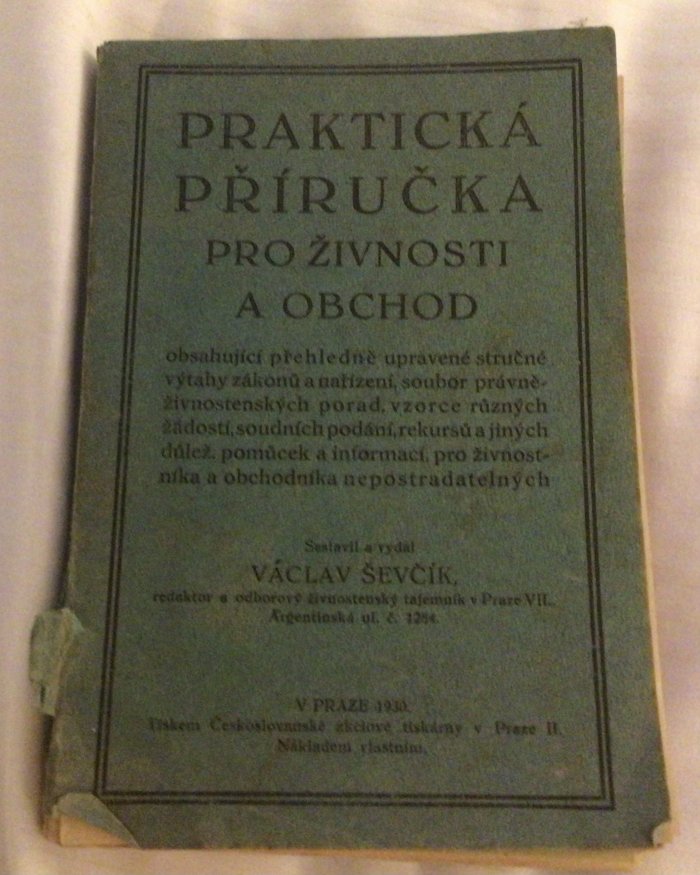 PRAKTICKÁ
PŘÍRUČKA
PRO ŽIVNOSTI
A OBCHOD
obsahující přehledně upravené stručné
výtahy zákonů a nařízení, soubor právně-
živnostenských porad, vzorce různých
žádostí, soudních podání, rekursů a jiných
důlež. pomůcek a informací, pro živnost-
níka a obchodníka nepostradatelných
Sestavil a vydal
VÁCLAV ŠEVČÍK,
redaktor a odborový živnostenský tajemník v Praze VII.,
Argentinská ul. č. 1284.
V PRAZE 1930.
Tiskem Českoslovanské akciové tiskárny v Praze II.
Nákladem vlastním.